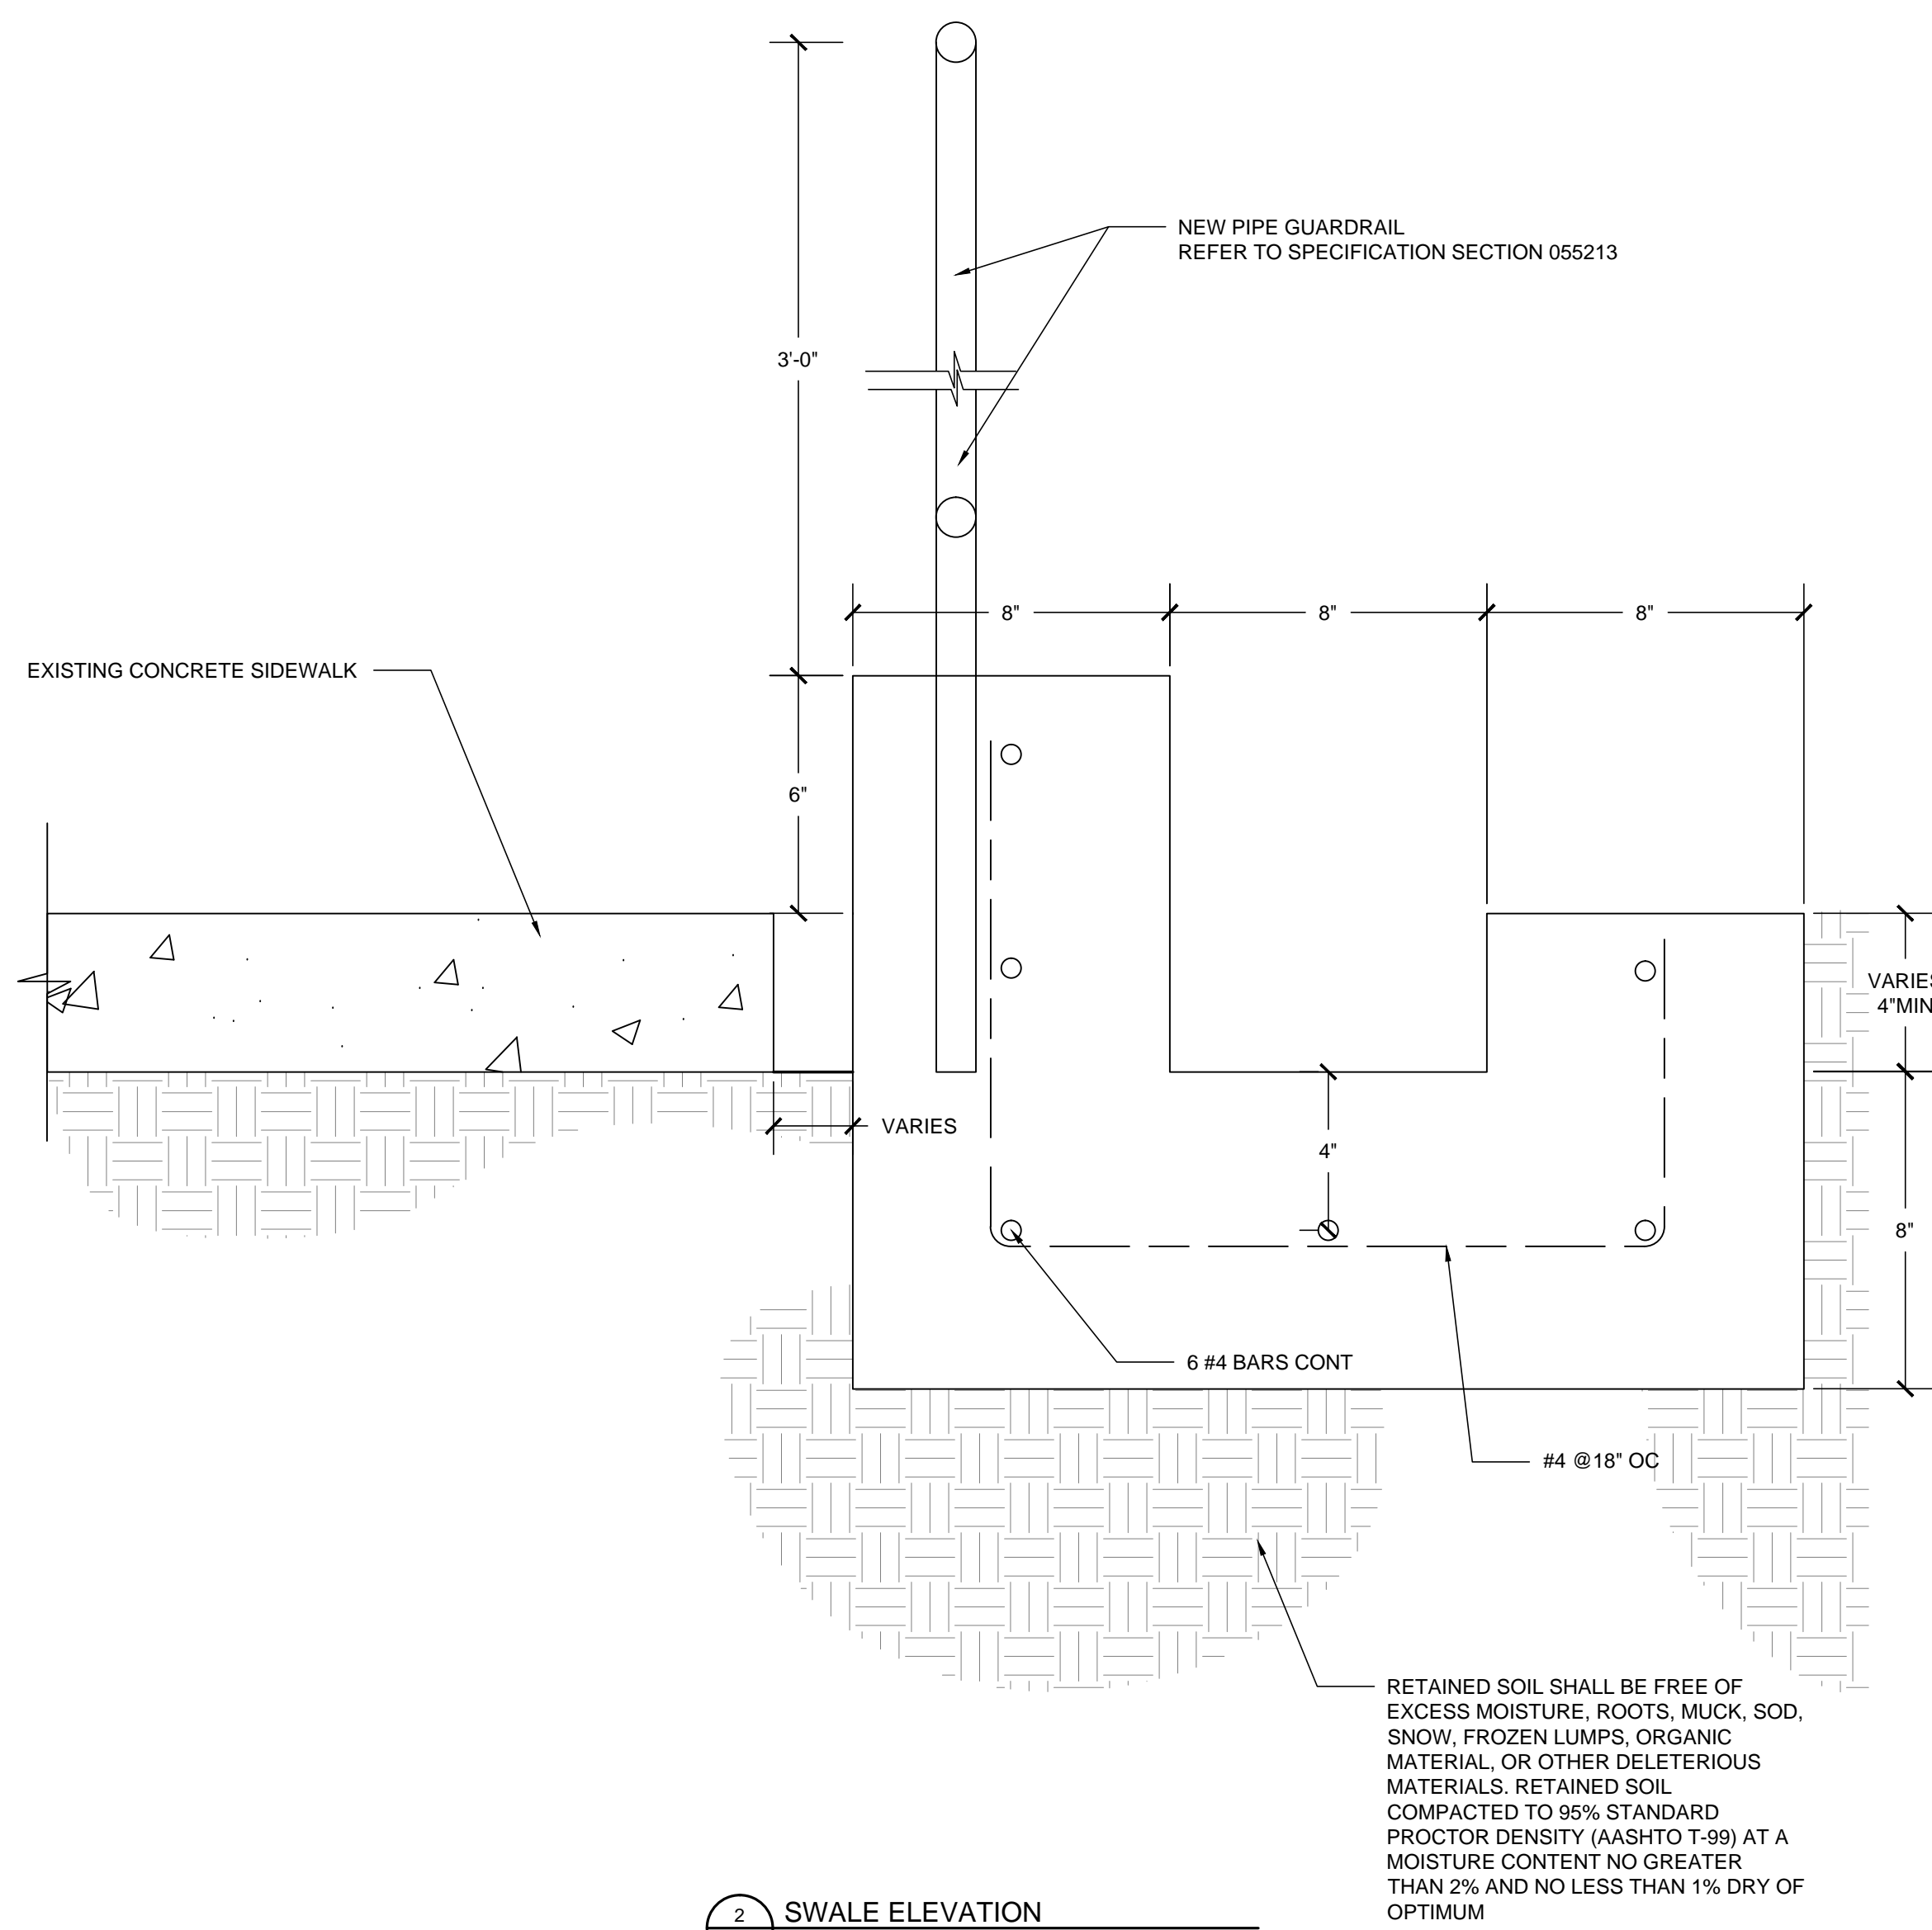 NEW PIPE GUARDRAIL
REFER TO SPECIFICATION SECTION 055213
3'-0"
8"
8"
8"
EXISTING CONCRETE SIDEWALK
6"
VARIES
4"MIN
VARIES
4"
8"
6 #4 BARS CONT
#4 @18" OC
RETAINED SOIL SHALL BE FREE OF
EXCESS MOISTURE, ROOTS, MUCK, SOD,
SNOW, FROZEN LUMPS, ORGANIC
MATERIAL, OR OTHER DELETERIOUS
MATERIALS. RETAINED SOIL
COMPACTED TO 95% STANDARD
PROCTOR DENSITY (AASHTO T-99) AT A
MOISTURE CONTENT NO GREATER
THAN 2% AND NO LESS THAN 1% DRY OF
OPTIMUM
2 SWALE ELEVATION